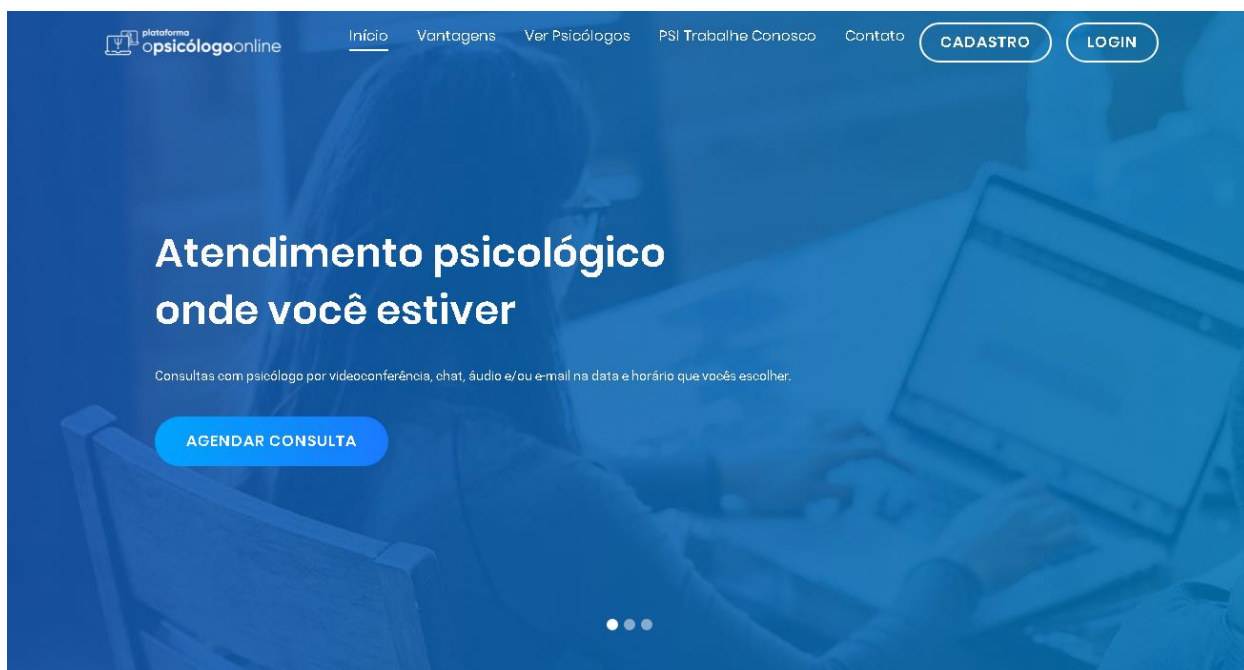 plataforma
opsicólogoonline
Início Vantagens Ver Psicólogos PSI Trabalhe Conosco Contato CADASTRO LOGIN
Atendimento psicológico
onde você estiver
Consultas com psicólogo por videoconferência, chat, áudio e/ou e-mail na data e horário que vocês escolher.
AGENDAR CONSULTA